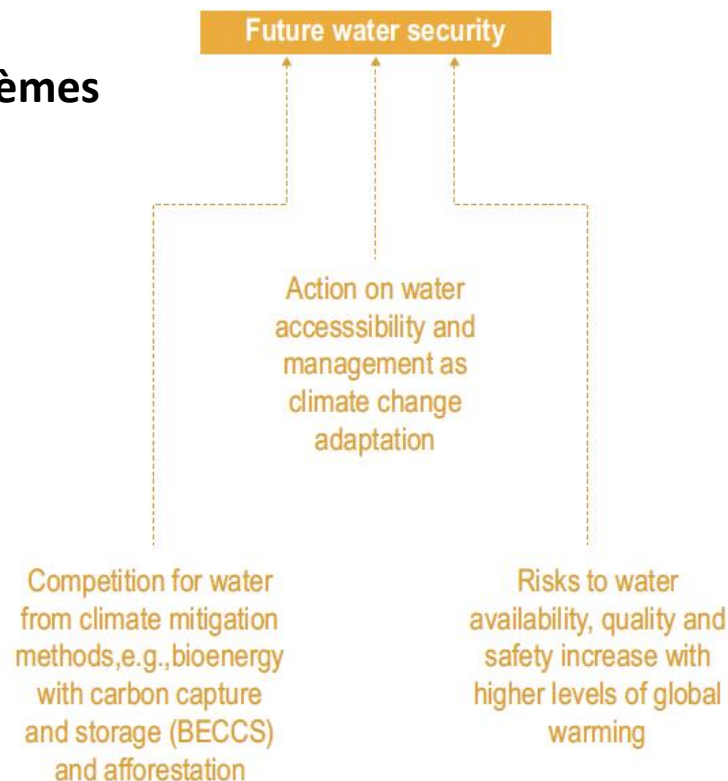 Future water security
èmes
Action on water
accesssibility and
management as
climate change
adaptation
Competition for water
from climate mitigation
methods,e.g.,bioenergy
with carbon capture
and storage (BECCS)
and afforestation
Risks to water
availability, quality and
safety increase with
higher levels of global
warming